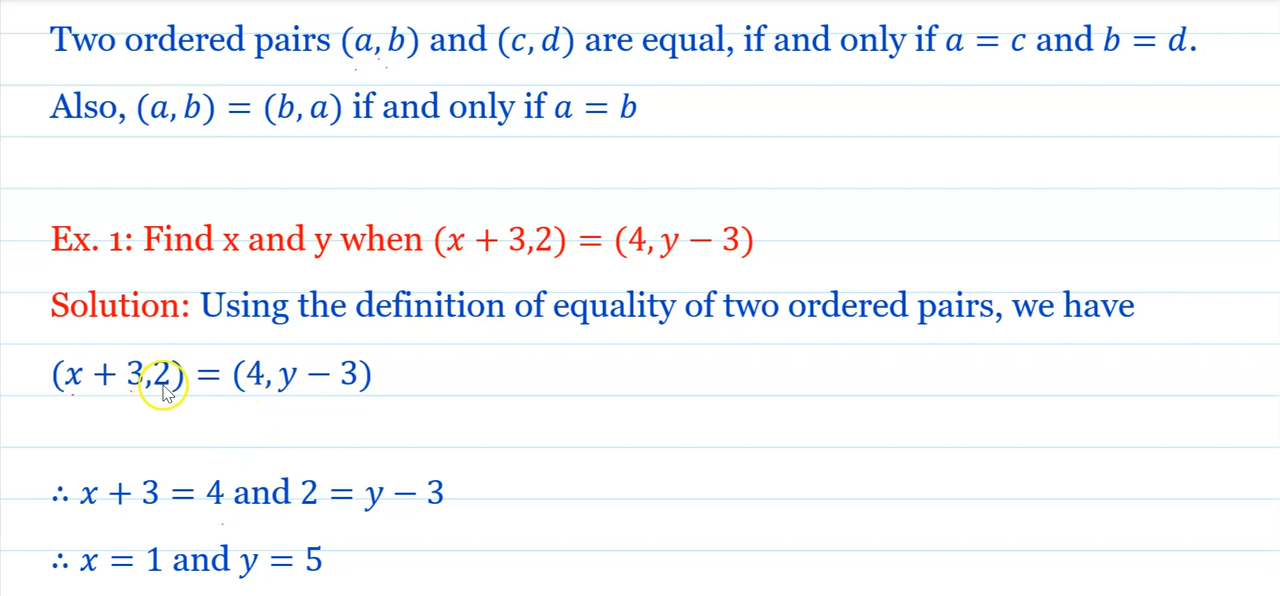 Two ordered pairs (a, b) and (c, d) are equal, if and only if a = c and b = d.
Also, (a, b) = (b, a) if and only if a = b
Ex. 1: Find x and y when (x + 3,2) = (4, y − 3)
Solution: Using the definition of equality of two ordered pairs, we have
(x + 3,2) = (4, y − 3)
∴ x + 3 = 4 and 2 = y − 3
∴ x = 1 and y = 5